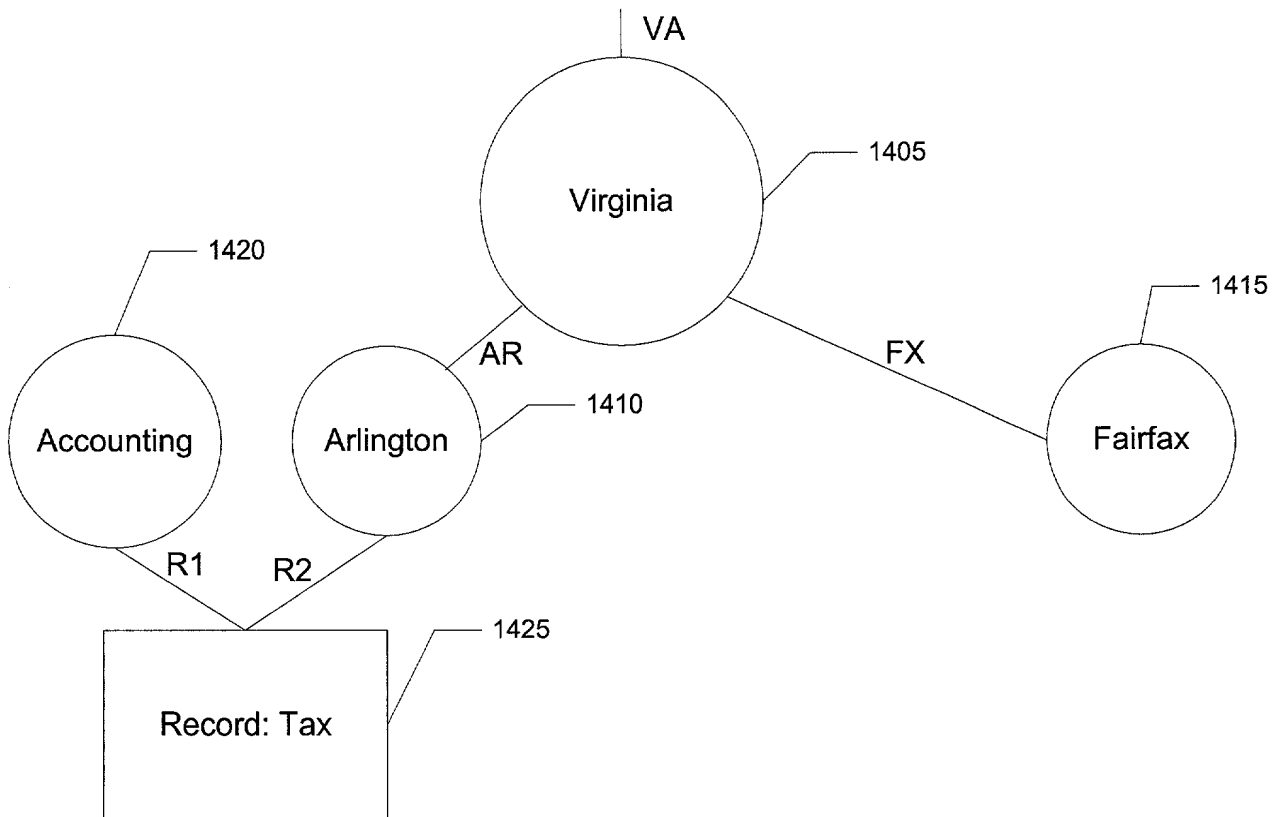 VA
1405
Virginia
1420
1415
AR
FX
1410
Accounting
Arlington
Fairfax
R1
R2
1425
Record: Tax